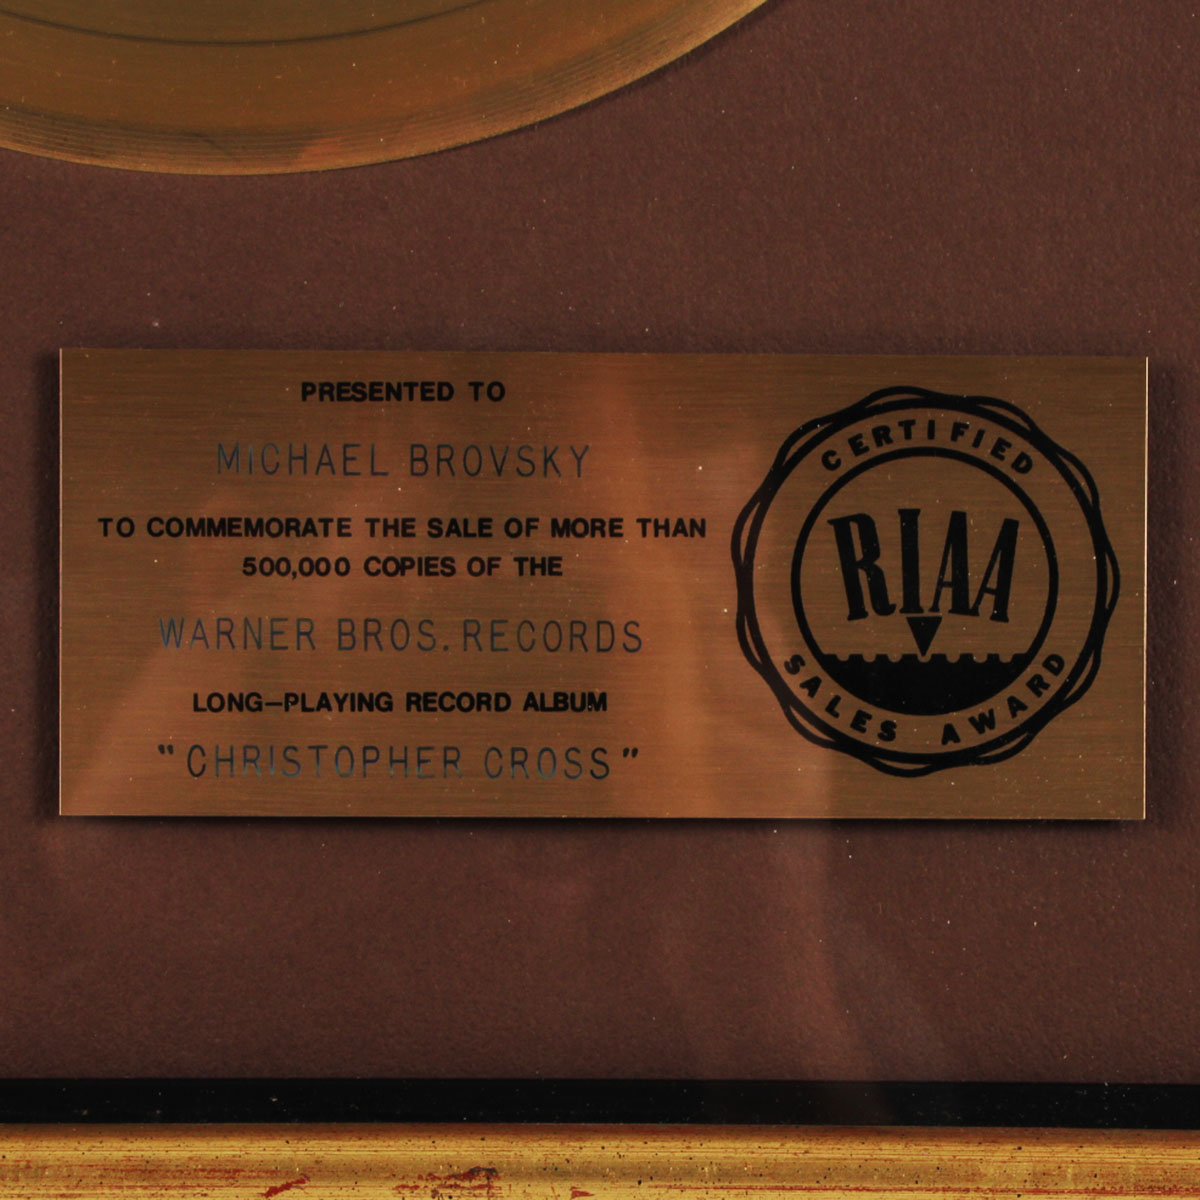 PRESENTED TO
MICHAEL BROVSKY
TO COMMEMORATE THE SALE OF MORE THAN
500,000 COPIES OF THE
WARNER BROS. RECORDS
LONG-PLAYING RECORD ALBUM
"CHRISTOPHER CROSS"
CERTIFIED
RIAA
SALES AWARD